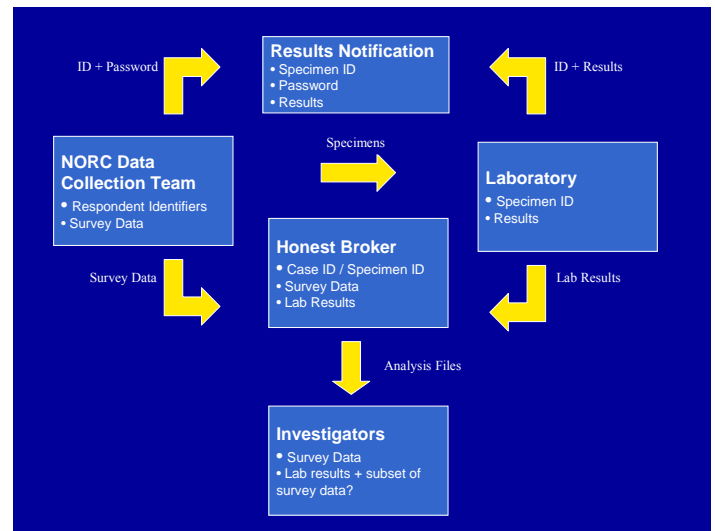 Results Notification
• Specimen ID
• Password
• Results
ID + Password
ID + Results
Specimens
NORC Data
Collection Team
• Respondent Identifiers
• Survey Data
Laboratory
• Specimen ID
• Results
Honest Broker
• Case ID / Specimen ID
• Survey Data
• Lab Results
Survey Data
Lab Results
Analysis Files
Investigators
• Survey Data
• Lab results + subset of
survey data?